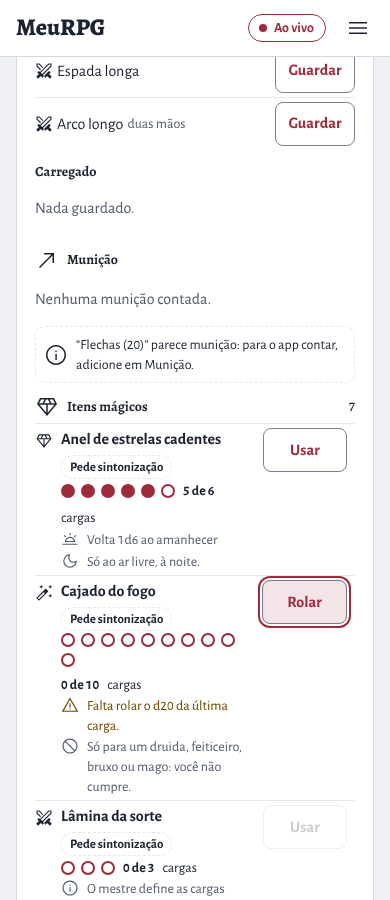 MeuRPG
Ao vivo
Espada longa
Guardar
Arco longo duas mãos
Guardar
Carregado
Nada guardado.
Munição
Nenhuma munição contada.
“Flechas (20)” parece munição: para o app contar,
adicione em Munição.
Itens mágicos 7
Anel de estrelas cadentes
Usar
Pede sintonização
5 de 6
cargas
Volta 1d6 ao amanhecer
Só ao ar livre, à noite.
Cajado do fogo
Rolar
Pede sintonização
0 de 10 cargas
Falta rolar o d20 da última
carga.
Só para um druida, feiticeiro,
bruxo ou mago: você não
cumpre.
Lâmina da sorte
Usar
Pede sintonização
0 de 3 cargas
O mestre define as cargas